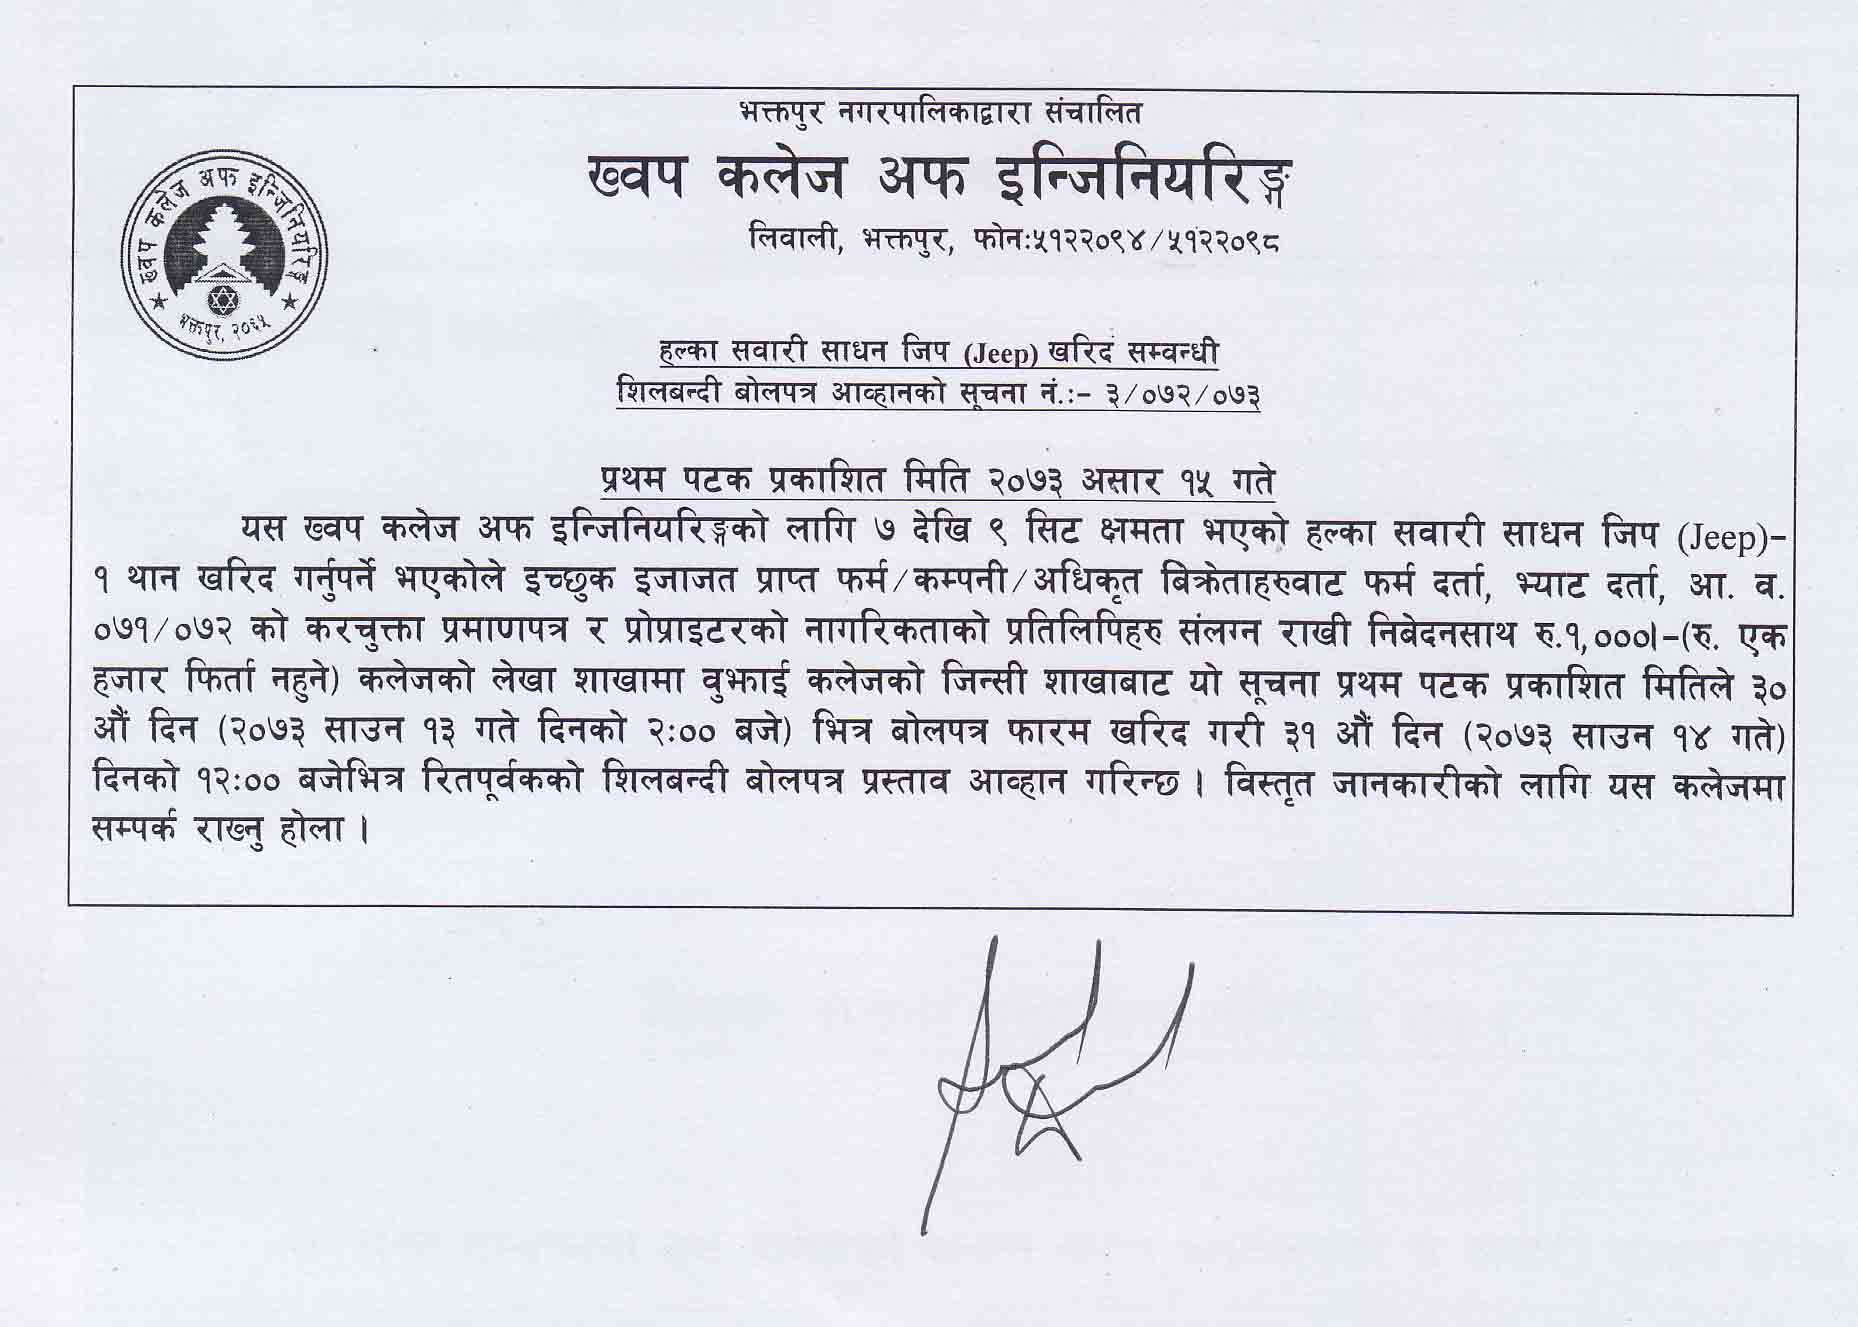 भक्तपुर नगरपालिकाद्वारा संचालित
ख्वप कलेज अफ इन्जिनियरिङ्ग
लिवाली, भक्तपुर, फोनः५१२२०९४/५१२२०९८
ख्वप कलेज अफ इन्जिनियरिङ्ग
भक्तपुर, २०६५
हल्का सवारी साधन जिप (Jeep) खरिद सम्वन्धी
शिलबन्दी बोलपत्र आव्हानको सूचना नं.:- ३/०७२/०७३
प्रथम पटक प्रकाशित मिति २०७३ असार १५ गते
यस ख्वप कलेज अफ इन्जिनियरिङ्गको लागि ७ देखि ९ सिट क्षमता भएको हल्का सवारी साधन जिप (Jeep)-
१ थान खरिद गर्नुपर्ने भएकोले इच्छुक इजाजत प्राप्त फर्म/कम्पनी/अधिकृत बिक्रेताहरुवाट फर्म दर्ता, भ्याट दर्ता, आ. व.
०७१/०७२ को करचुक्ता प्रमाणपत्र र प्रोप्राइटरको नागरिकताको प्रतिलिपिहरु संलग्न राखी निबेदनसाथ रु.१,०००।-(रु. एक
हजार फिर्ता नहुने) कलेजको लेखा शाखामा वुझाई कलेजको जिन्सी शाखाबाट यो सूचना प्रथम पटक प्रकाशित मितिले ३०
औं दिन (२०७३ साउन १३ गते दिनको २:०० बजे) भित्र बोलपत्र फारम खरिद गरी ३१ औं दिन (२०७३ साउन १४ गते)
दिनको १२:०० बजेभित्र रितपूर्वकको शिलबन्दी बोलपत्र प्रस्ताव आव्हान गरिन्छ । विस्तृत जानकारीको लागि यस कलेजमा
सम्पर्क राख्नु होला ।